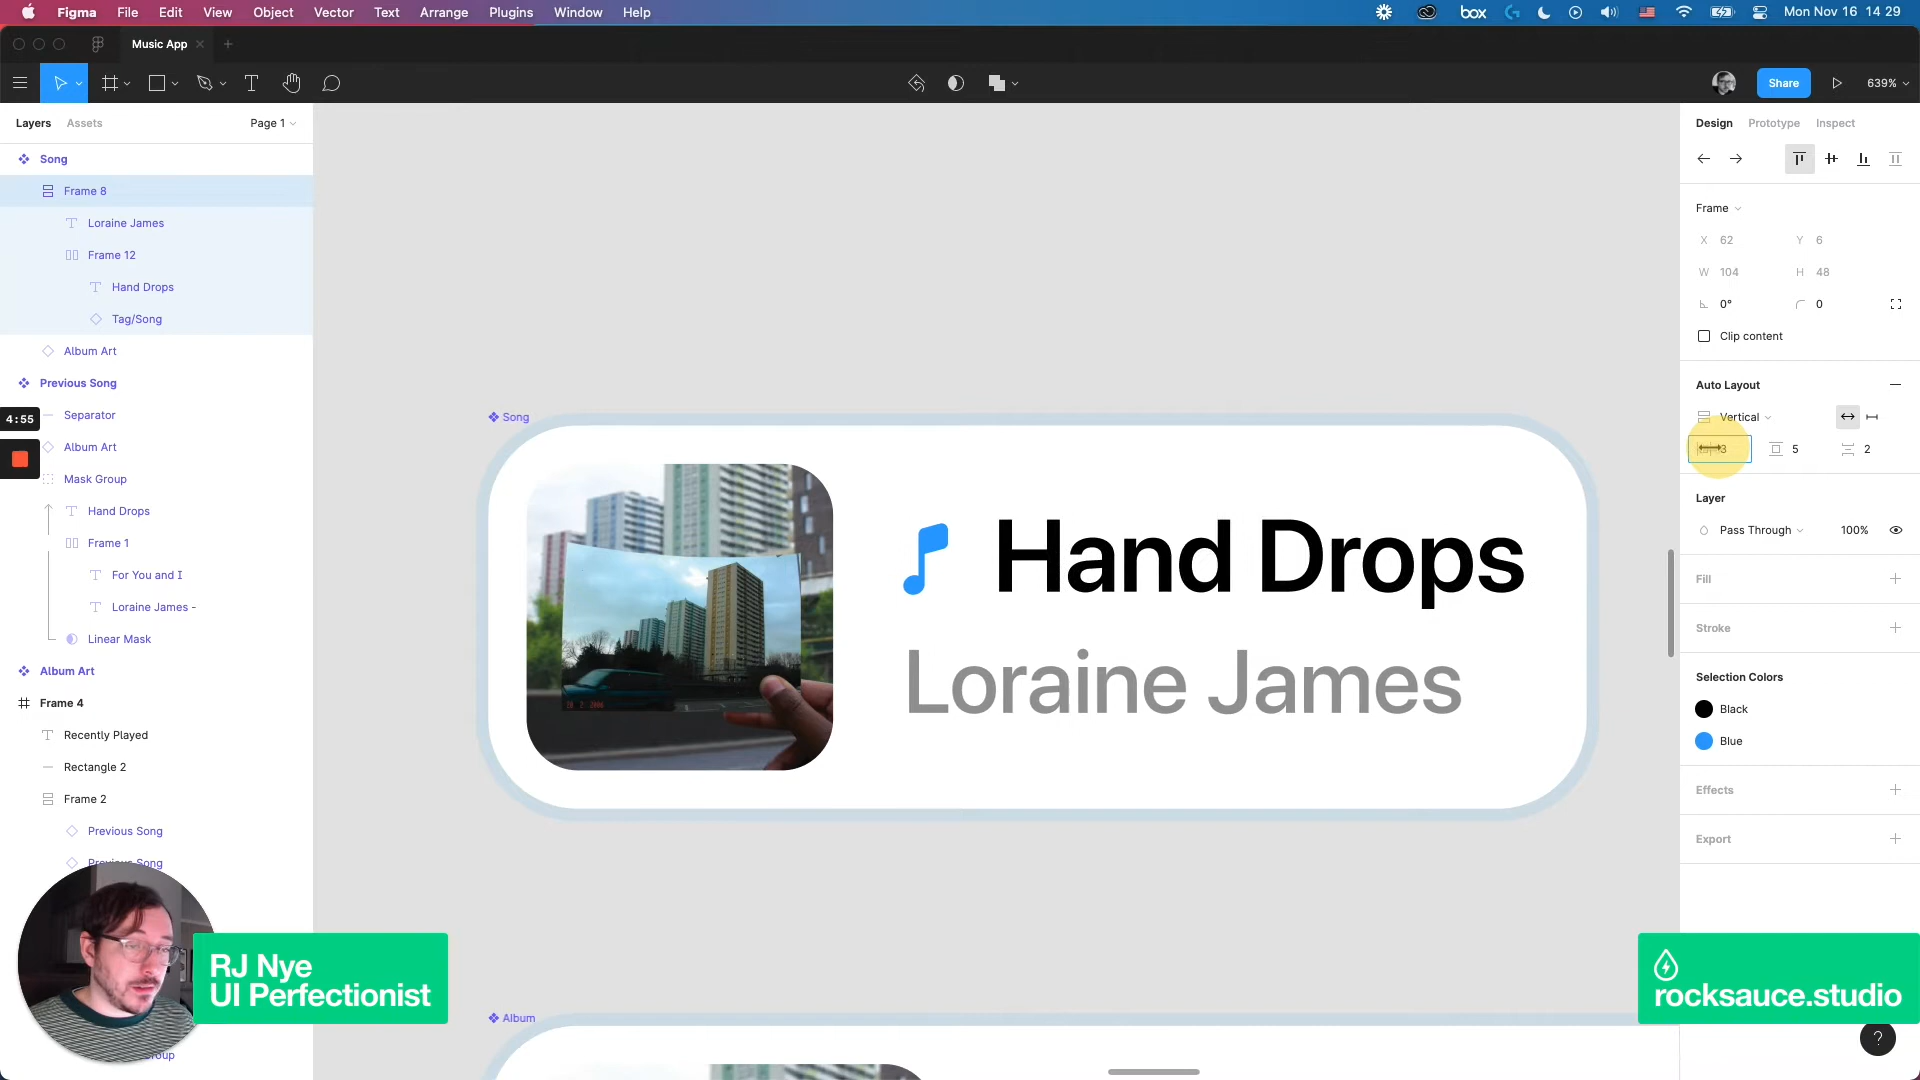 Figma File Edit View Object Vector Text Arrange Plugins Window Help
box
Mon Nov 16 14 29
Music App
Share
639%
Layers Assets
Page 1
Song
Frame 8
Loraine James
Frame 12
Hand Drops
Tag/Song
Album Art
Previous Song
Separator
Album Art
Mask Group
Hand Drops
Frame 1
For You and I
Loraine James -
Linear Mask
Album Art
Frame 4
Recently Played
Rectangle 2
Frame 2
Previous Song
Previous Song
4:55
Song
Hand Drops
Loraine James
Album
Design Prototype Inspect
Frame
X 62 Y 6
W 104 H 48
0° 0
Clip content
Auto Layout
Vertical
3 5 2
Layer
Pass Through 100%
Fill
Stroke
Selection Colors
Black
Blue
Effects
Export
RJ Nye
UI Perfectionist
rocksauce.studio
?